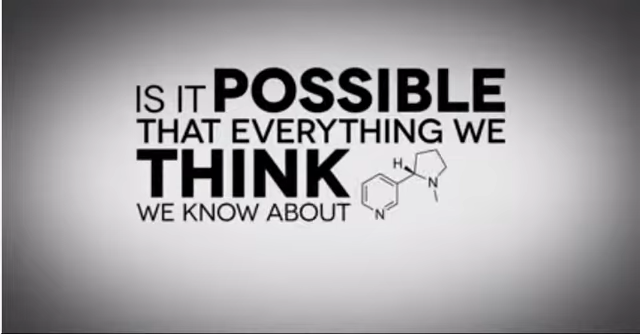 IS IT POSSIBLE
THAT EVERYTHING WE
THINK
WE KNOW ABOUT
H
N
N